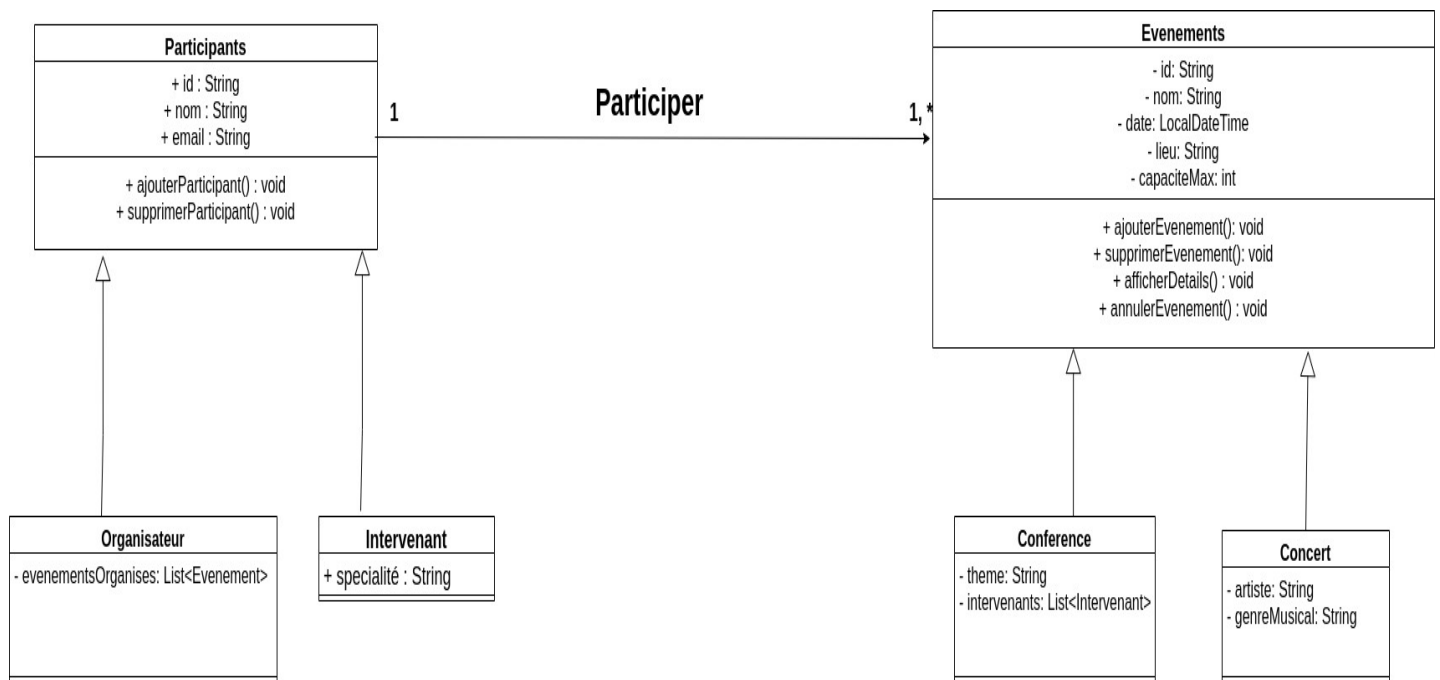 Participants
+ id : String
+ nom : String
+ email : String
+ ajouterParticipant() : void
+ supprimerParticipant() : void
1
Participer
1, *
Evenements
- id: String
- nom: String
- date: LocalDateTime
- lieu: String
- capaciteMax: int
+ ajouterEvenement(): void
+ supprimerEvenement(): void
+ afficherDetails() : void
+ annulerEvenement() : void
Organisateur
- evenementsOrganises: List<Evenement>
Intervenant
+ specialité : String
Conference
- theme: String
- intervenants: List<Intervenant>
Concert
- artiste: String
- genreMusical: String